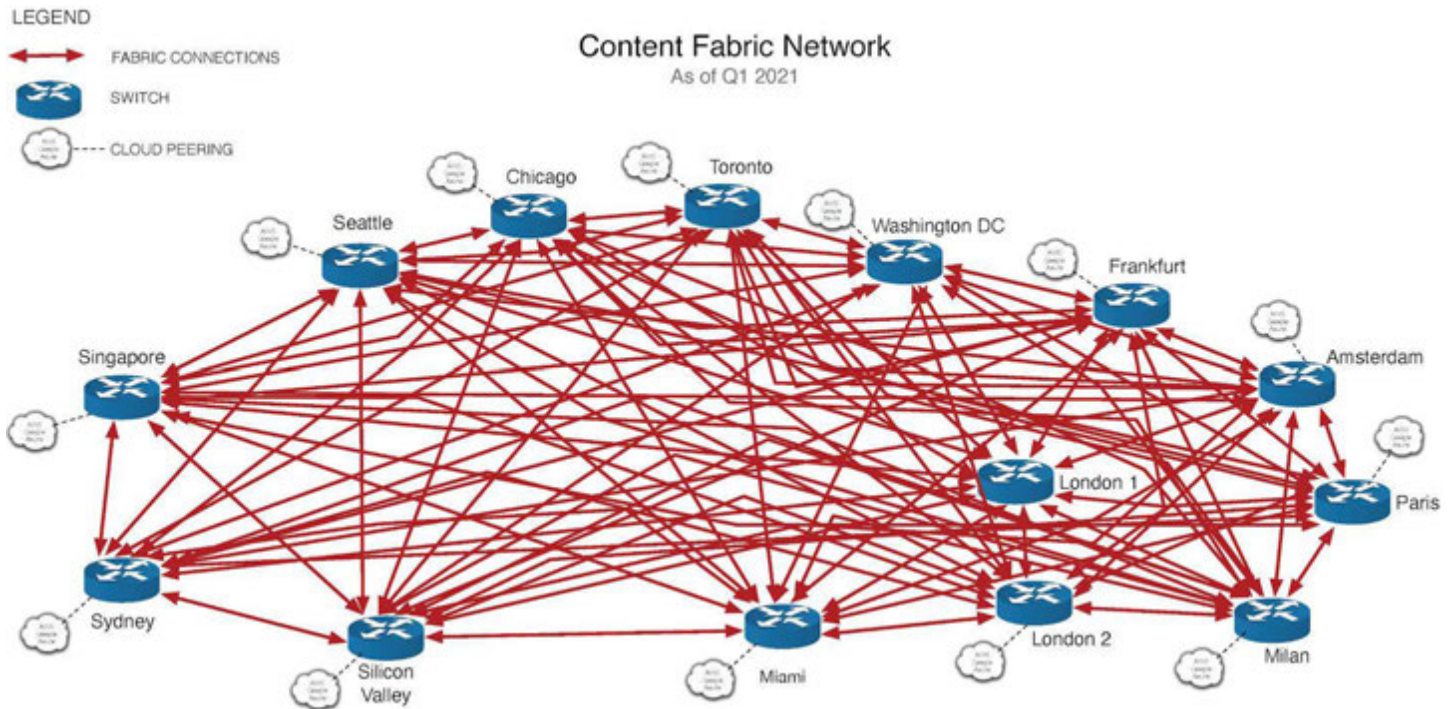 LEGEND
FABRIC CONNECTIONS
SWITCH
CLOUD PEERING
Content Fabric Network
As of Q1 2021
Chicago
Toronto
Seattle
Washington DC
Frankfurt
Singapore
Amsterdam
London 1
Paris
Sydney
Silicon
Valley
Miami
London 2
Milan